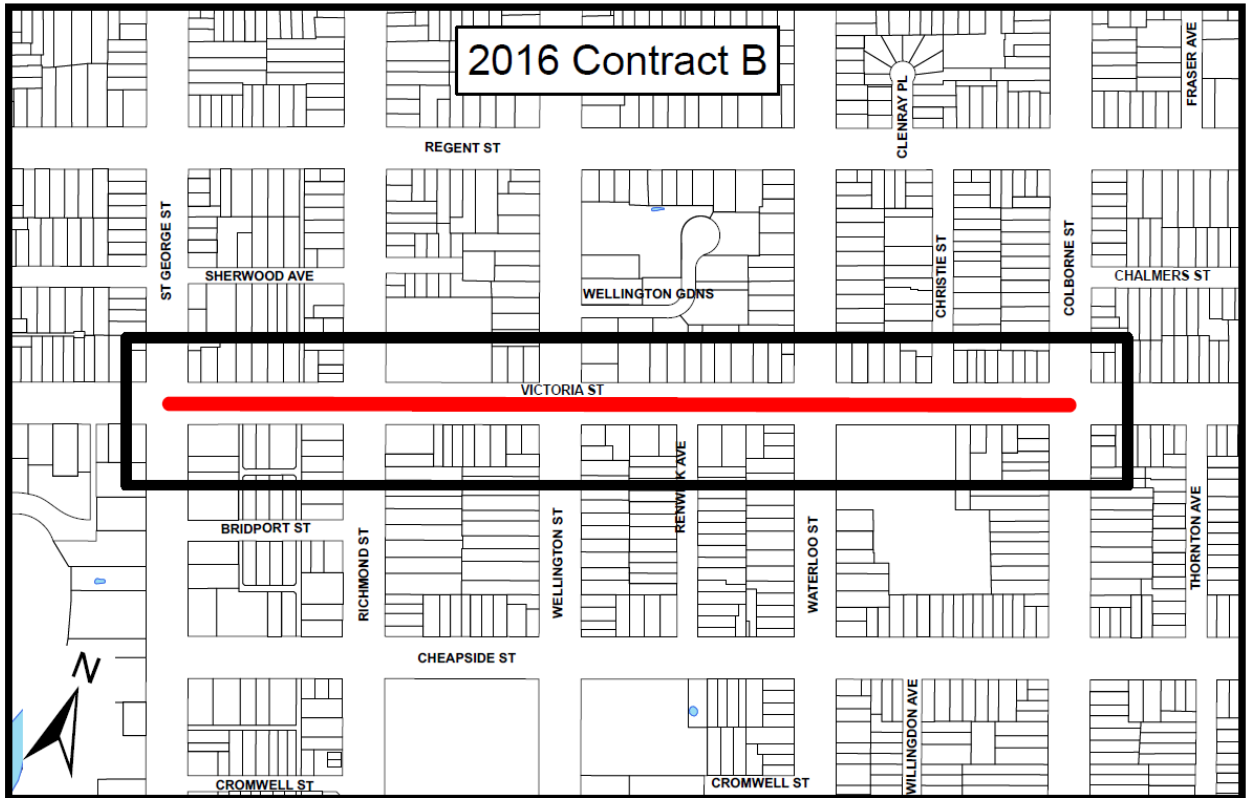 2016 Contract B
FRASER AVE
CLENRAY PL
REGENT ST
ST GEORGE ST
SHERWOOD AVE
WELLINGTON GDNS
CHRISTIE ST
COLBORNE ST
CHALMERS ST
VICTORIA ST
BRIDPORT ST
RICHMOND ST
WELLINGTON ST
RENWICK AVE
WATERLOO ST
THORNTON AVE
CHEAPSIDE ST
N
CROMWELL ST
CROMWELL ST
WILLINGDON AVE